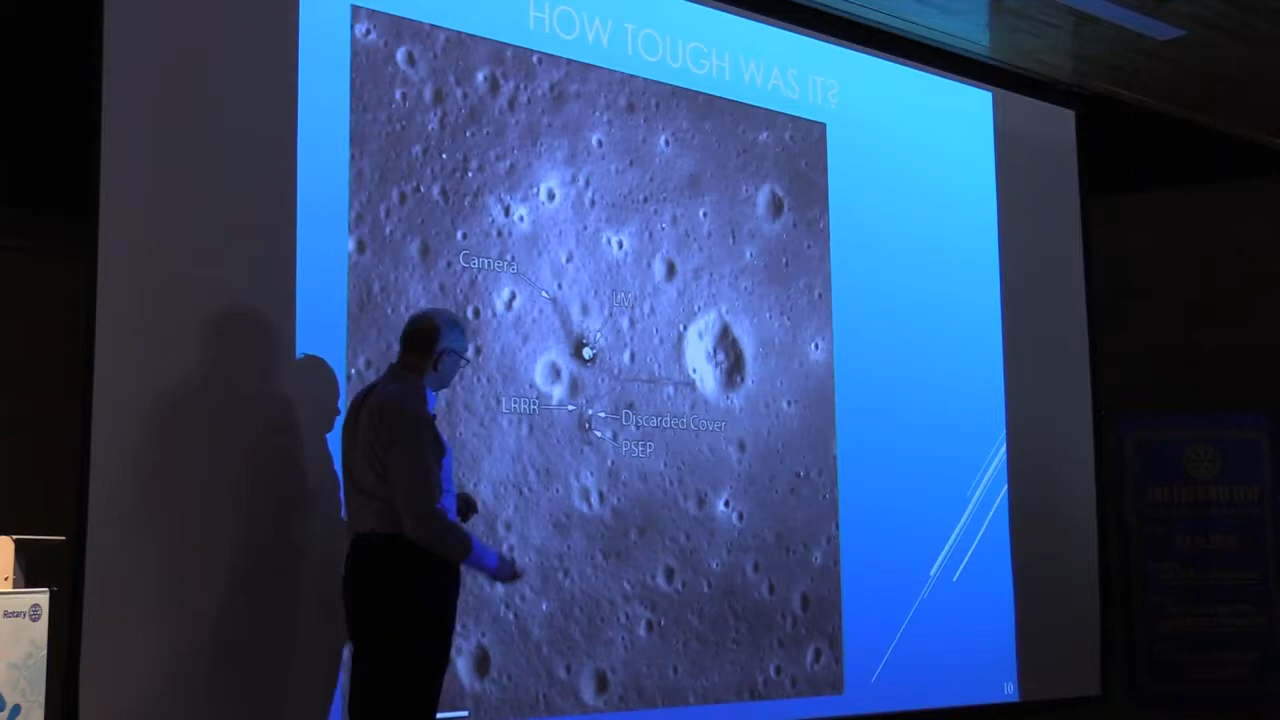 HOW TOUGH WAS IT?
Camera
LM
LRRR
Discarded Cover
PSEP
Rotary
10